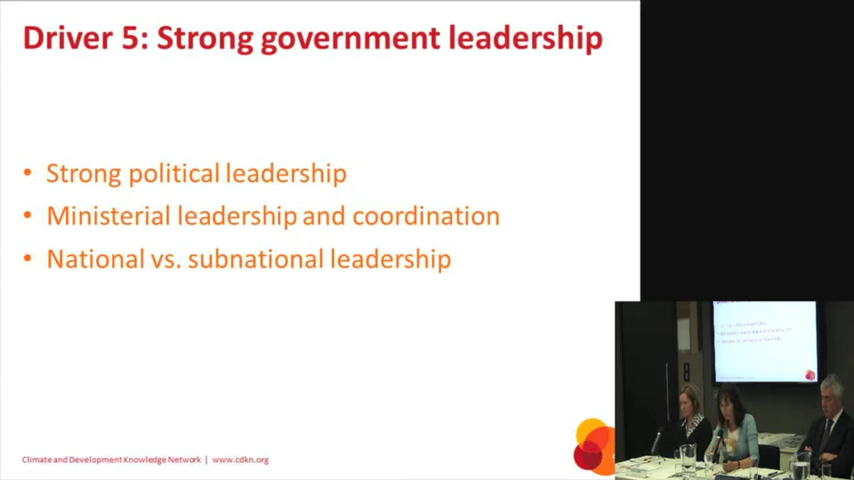 Driver 5: Strong government leadership
• Strong political leadership
• Ministerial leadership and coordination
• National vs. subnational leadership
Climate and Development Knowledge Network | www.cdkn.org